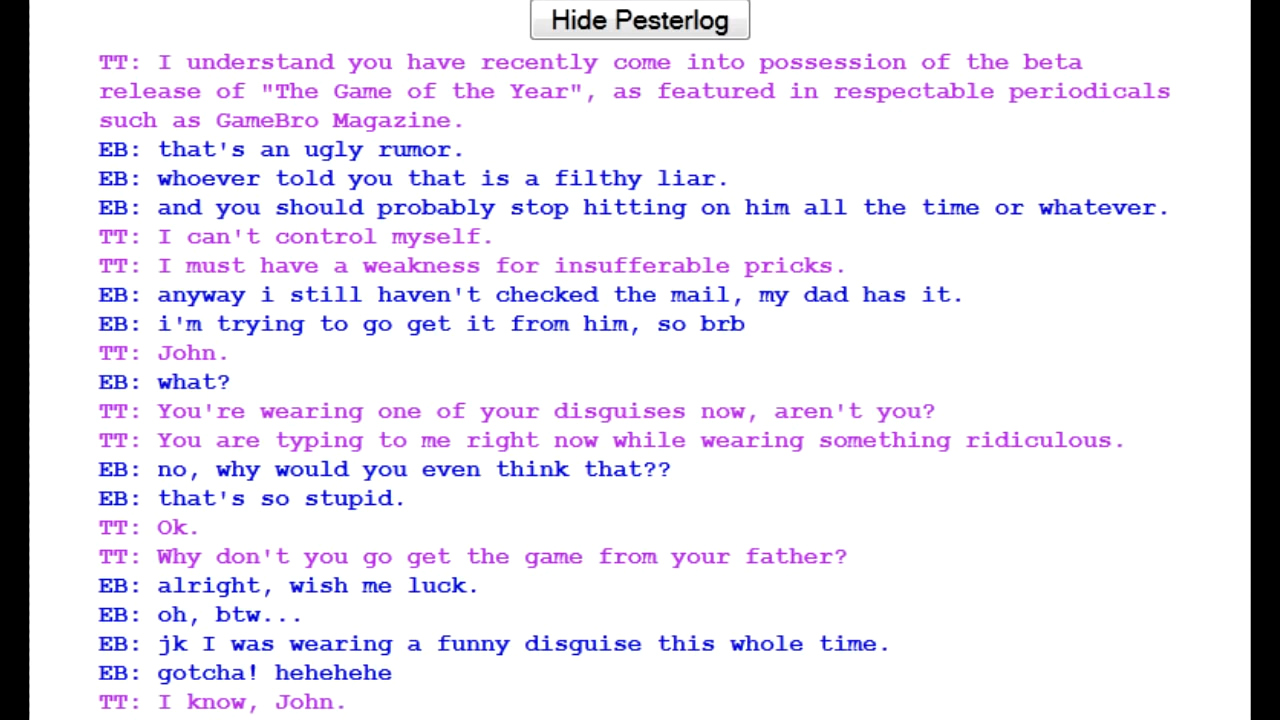 Hide Pesterlog
TT: I understand you have recently come into possession of the beta
release of "The Game of the Year", as featured in respectable periodicals
such as GameBro Magazine.
EB: that's an ugly rumor.
EB: whoever told you that is a filthy liar.
EB: and you should probably stop hitting on him all the time or whatever.
TT: I can't control myself.
TT: I must have a weakness for insufferable pricks.
EB: anyway i still haven't checked the mail, my dad has it.
EB: i'm trying to go get it from him, so brb
TT: John.
EB: what?
TT: You're wearing one of your disguises now, aren't you?
TT: You are typing to me right now while wearing something ridiculous.
EB: no, why would you even think that??
EB: that's so stupid.
TT: Ok.
TT: Why don't you go get the game from your father?
EB: alright, wish me luck.
EB: oh, btw...
EB: jk I was wearing a funny disguise this whole time.
EB: gotcha! hehehehe
TT: I know, John.